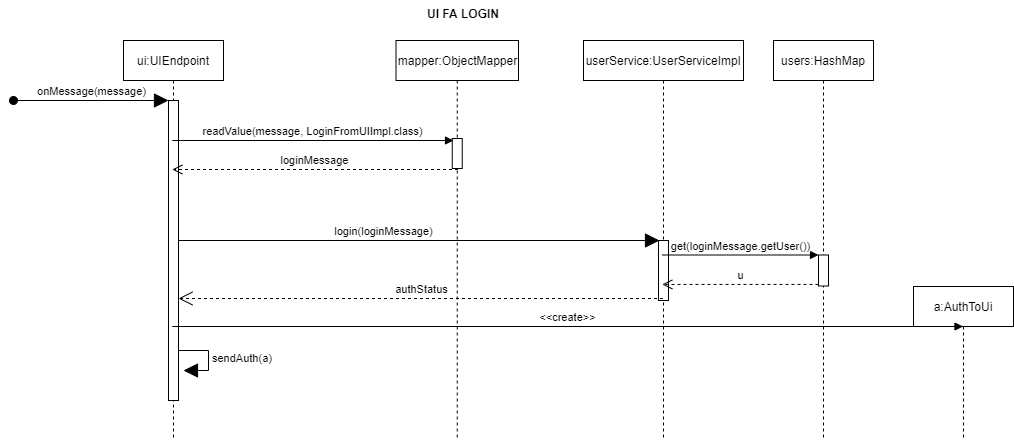 UI FA LOGIN
ui:UIEndpoint
mapper:ObjectMapper
userService:UserServiceImpl
users:HashMap
onMessage(message)
readValue(message, LoginFromUIImpl.class)
loginMessage
login(loginMessage)
get(loginMessage.getUser())
u
authStatus
a:AuthToUi
<<create>>
sendAuth(a)